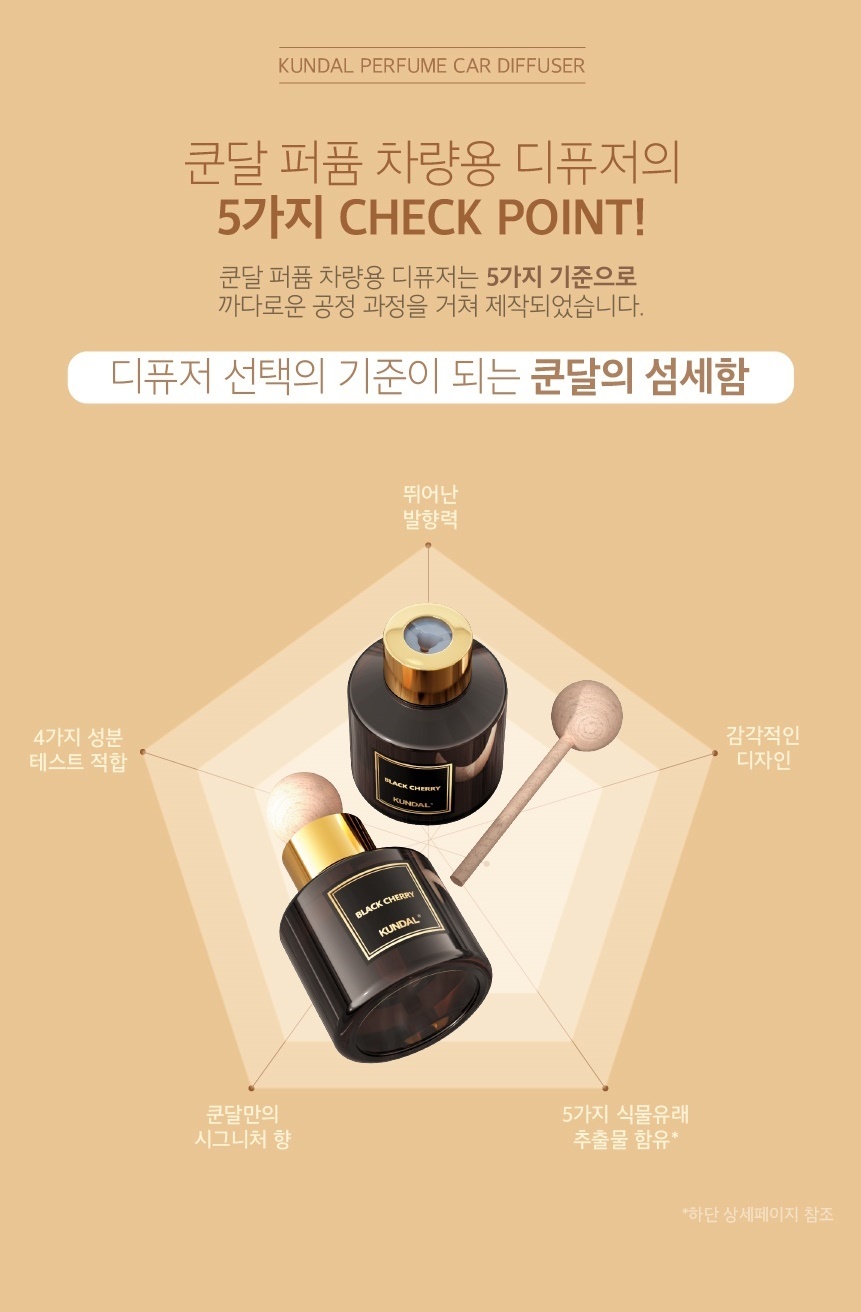 KUNDAL PERFUME CAR DIFFUSER
쿤달 퍼퓸 차량용 디퓨저의
5가지 CHECK POINT!
쿤달 퍼퓸 차량용 디퓨저는 5가지 기준으로
까다로운 공정 과정을 거쳐 제작되었습니다.
디퓨저 선택의 기준이 되는 쿤달의 섬세함
뛰어난
발향력
4가지 성분
테스트 적합
감각적인
디자인
BLACK CHERRY
KUNDAL®
BLACK CHERRY
KUNDAL®
쿤달만의
시그니처 향
5가지 식물유래
추출물 함유*
*하단 상세페이지 참조